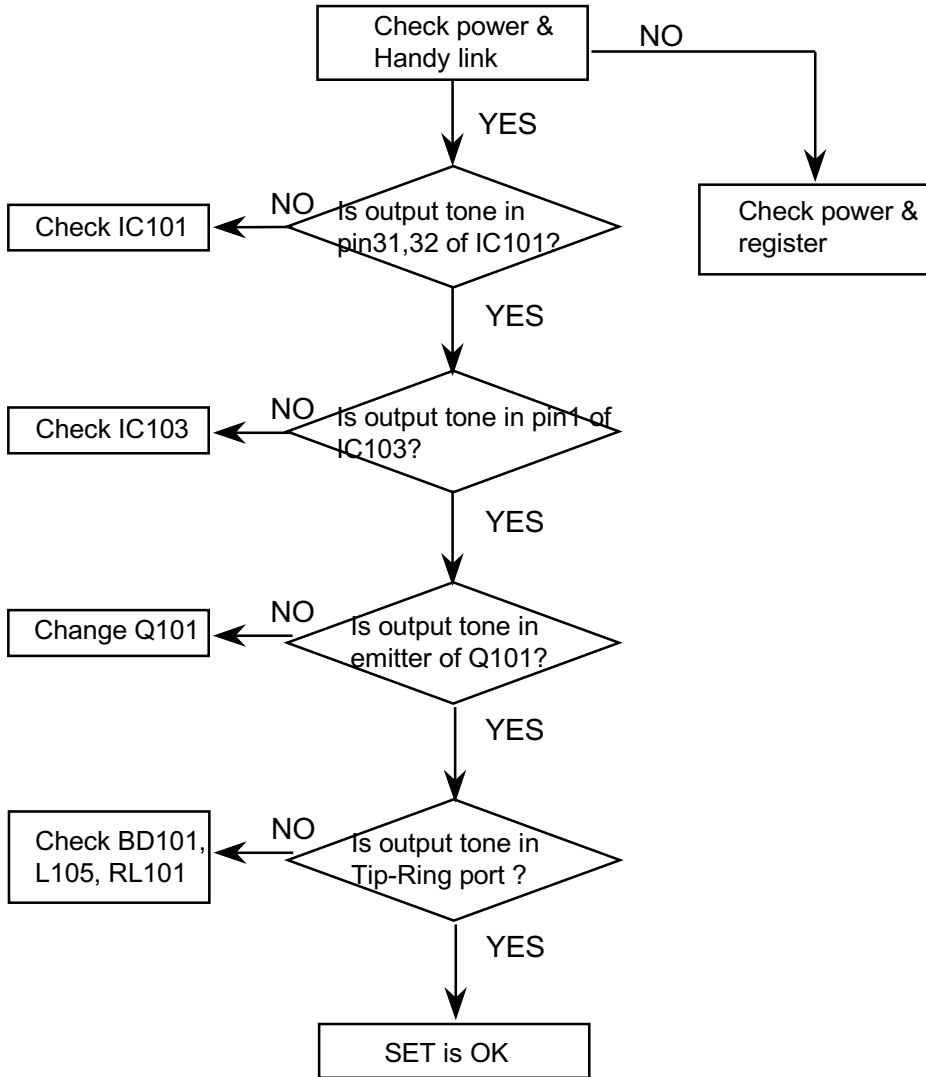 Check power &
Handy link
NO
YES
Check power &
register
Is output tone in
pin31,32 of IC101?
NO
Check IC101
YES
Is output tone in pin1 of
IC103?
NO
Check IC103
YES
Is output tone in
emitter of Q101?
NO
Change Q101
YES
Is output tone in
Tip-Ring port ?
NO
Check BD101,
L105, RL101
YES
SET is OK